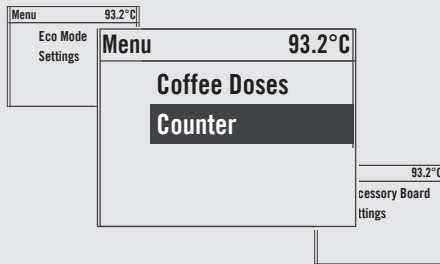 Menu 93.2°C
Eco Mode
Settings
Menu 93.2°C
Coffee Doses
Counter
93.2°C
cessory Board
ttings